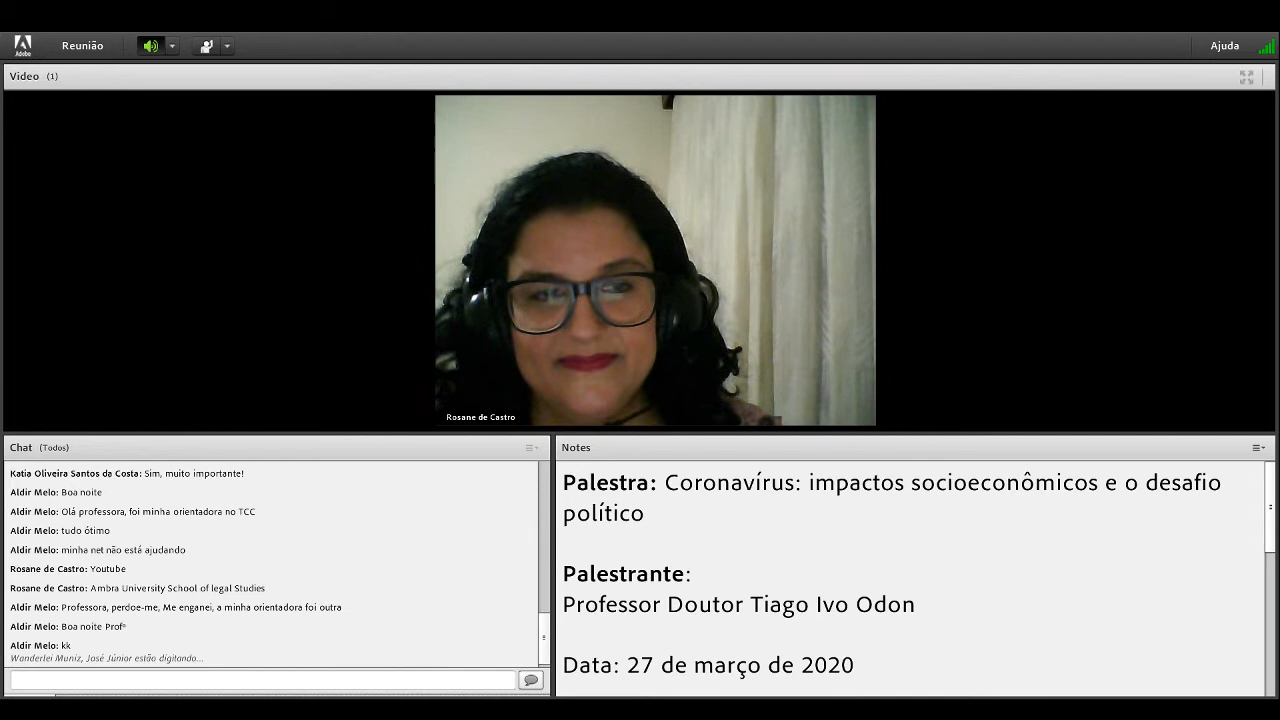 Adobe
Reunião
Ajuda
Video (1)
Rosane de Castro
Chat (Todos)
Katia Oliveira Santos da Costa: Sim, muito importante!
Aldir Melo: Boa noite
Aldir Melo: Olá professora, foi minha orientadora no TCC
Aldir Melo: tudo ótimo
Aldir Melo: minha net não está ajudando
Rosane de Castro: Youtube
Rosane de Castro: Ambra University School of legal Studies
Aldir Melo: Professora, perdoe-me, Me enganei, a minha orientadora foi outra
Aldir Melo: Boa noite Profª
Aldir Melo: kk
Wanderlei Muniz, José Júnior estão digitando...
Notes
Palestra: Coronavírus: impactos socioeconômicos e o desafio
político
Palestrante:
Professor Doutor Tiago Ivo Odon
Data: 27 de março de 2020